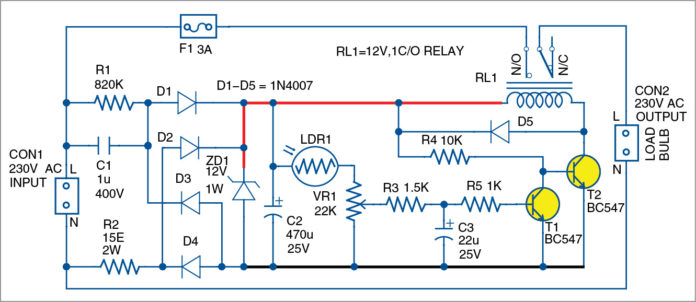 F1 3A
RL1=12V,1C/O RELAY
N/O
N/C
RL1
R1
820K
D1
D1–D5 = 1N4007
CON2
230V AC
OUTPUT
L
N
LOAD
BULB
D2
ZD1
12V
1W
LDR1
D5
R4 10K
C1
1u
400V
CON1
230V AC
INPUT
L
N
D3
VR1
22K
R3 1.5K
R5 1K
T2
BC547
T1
BC547
R2
15E
2W
D4
C2
470u
25V
C3
22u
25V
+
+